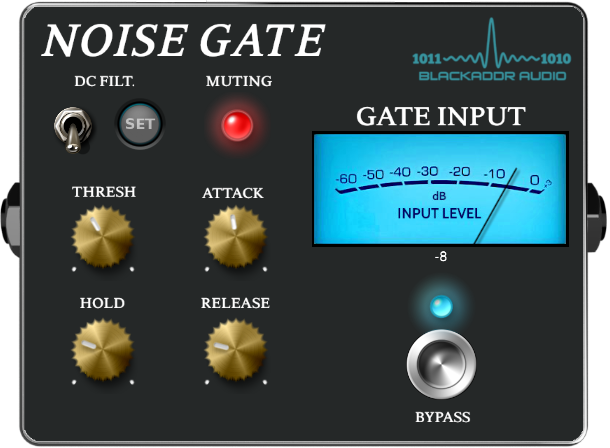 NOISE GATE
1011 1010
BLACKADDR AUDIO
DC FILT.
MUTING
SET
GATE INPUT
-60 -50 -40 -30 -20 -10 0 +3
dB
INPUT LEVEL
-8
THRESH
ATTACK
HOLD
RELEASE
BYPASS